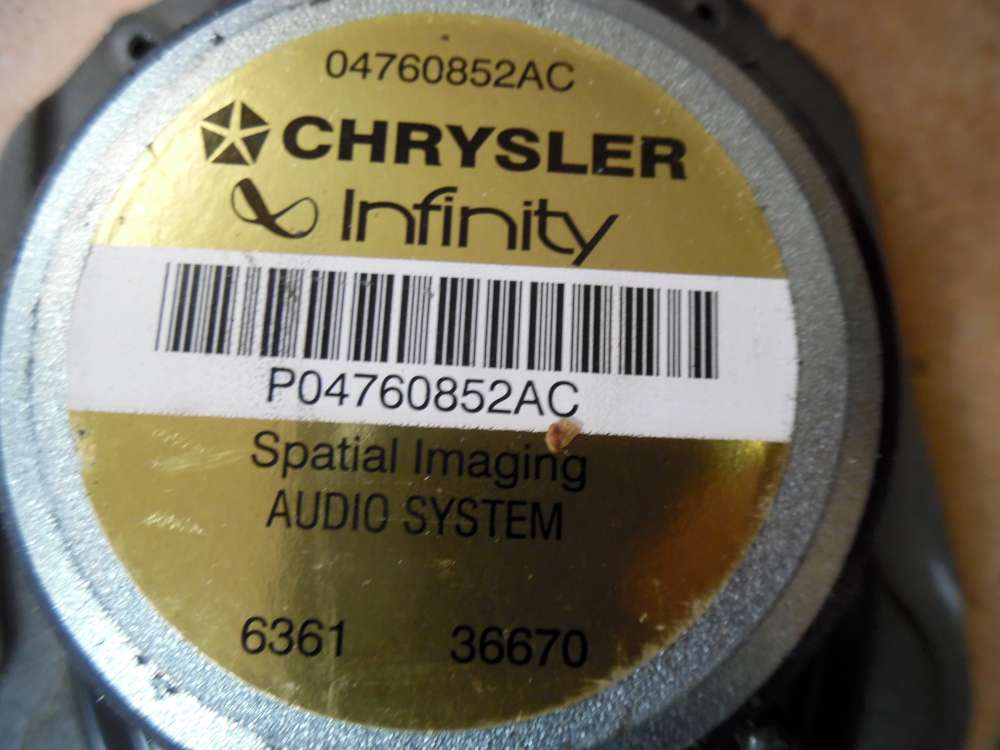 04760852AC
CHRYSLER
Infinity
P04760852AC
Spatial Imaging
AUDIO SYSTEM
6361 36670